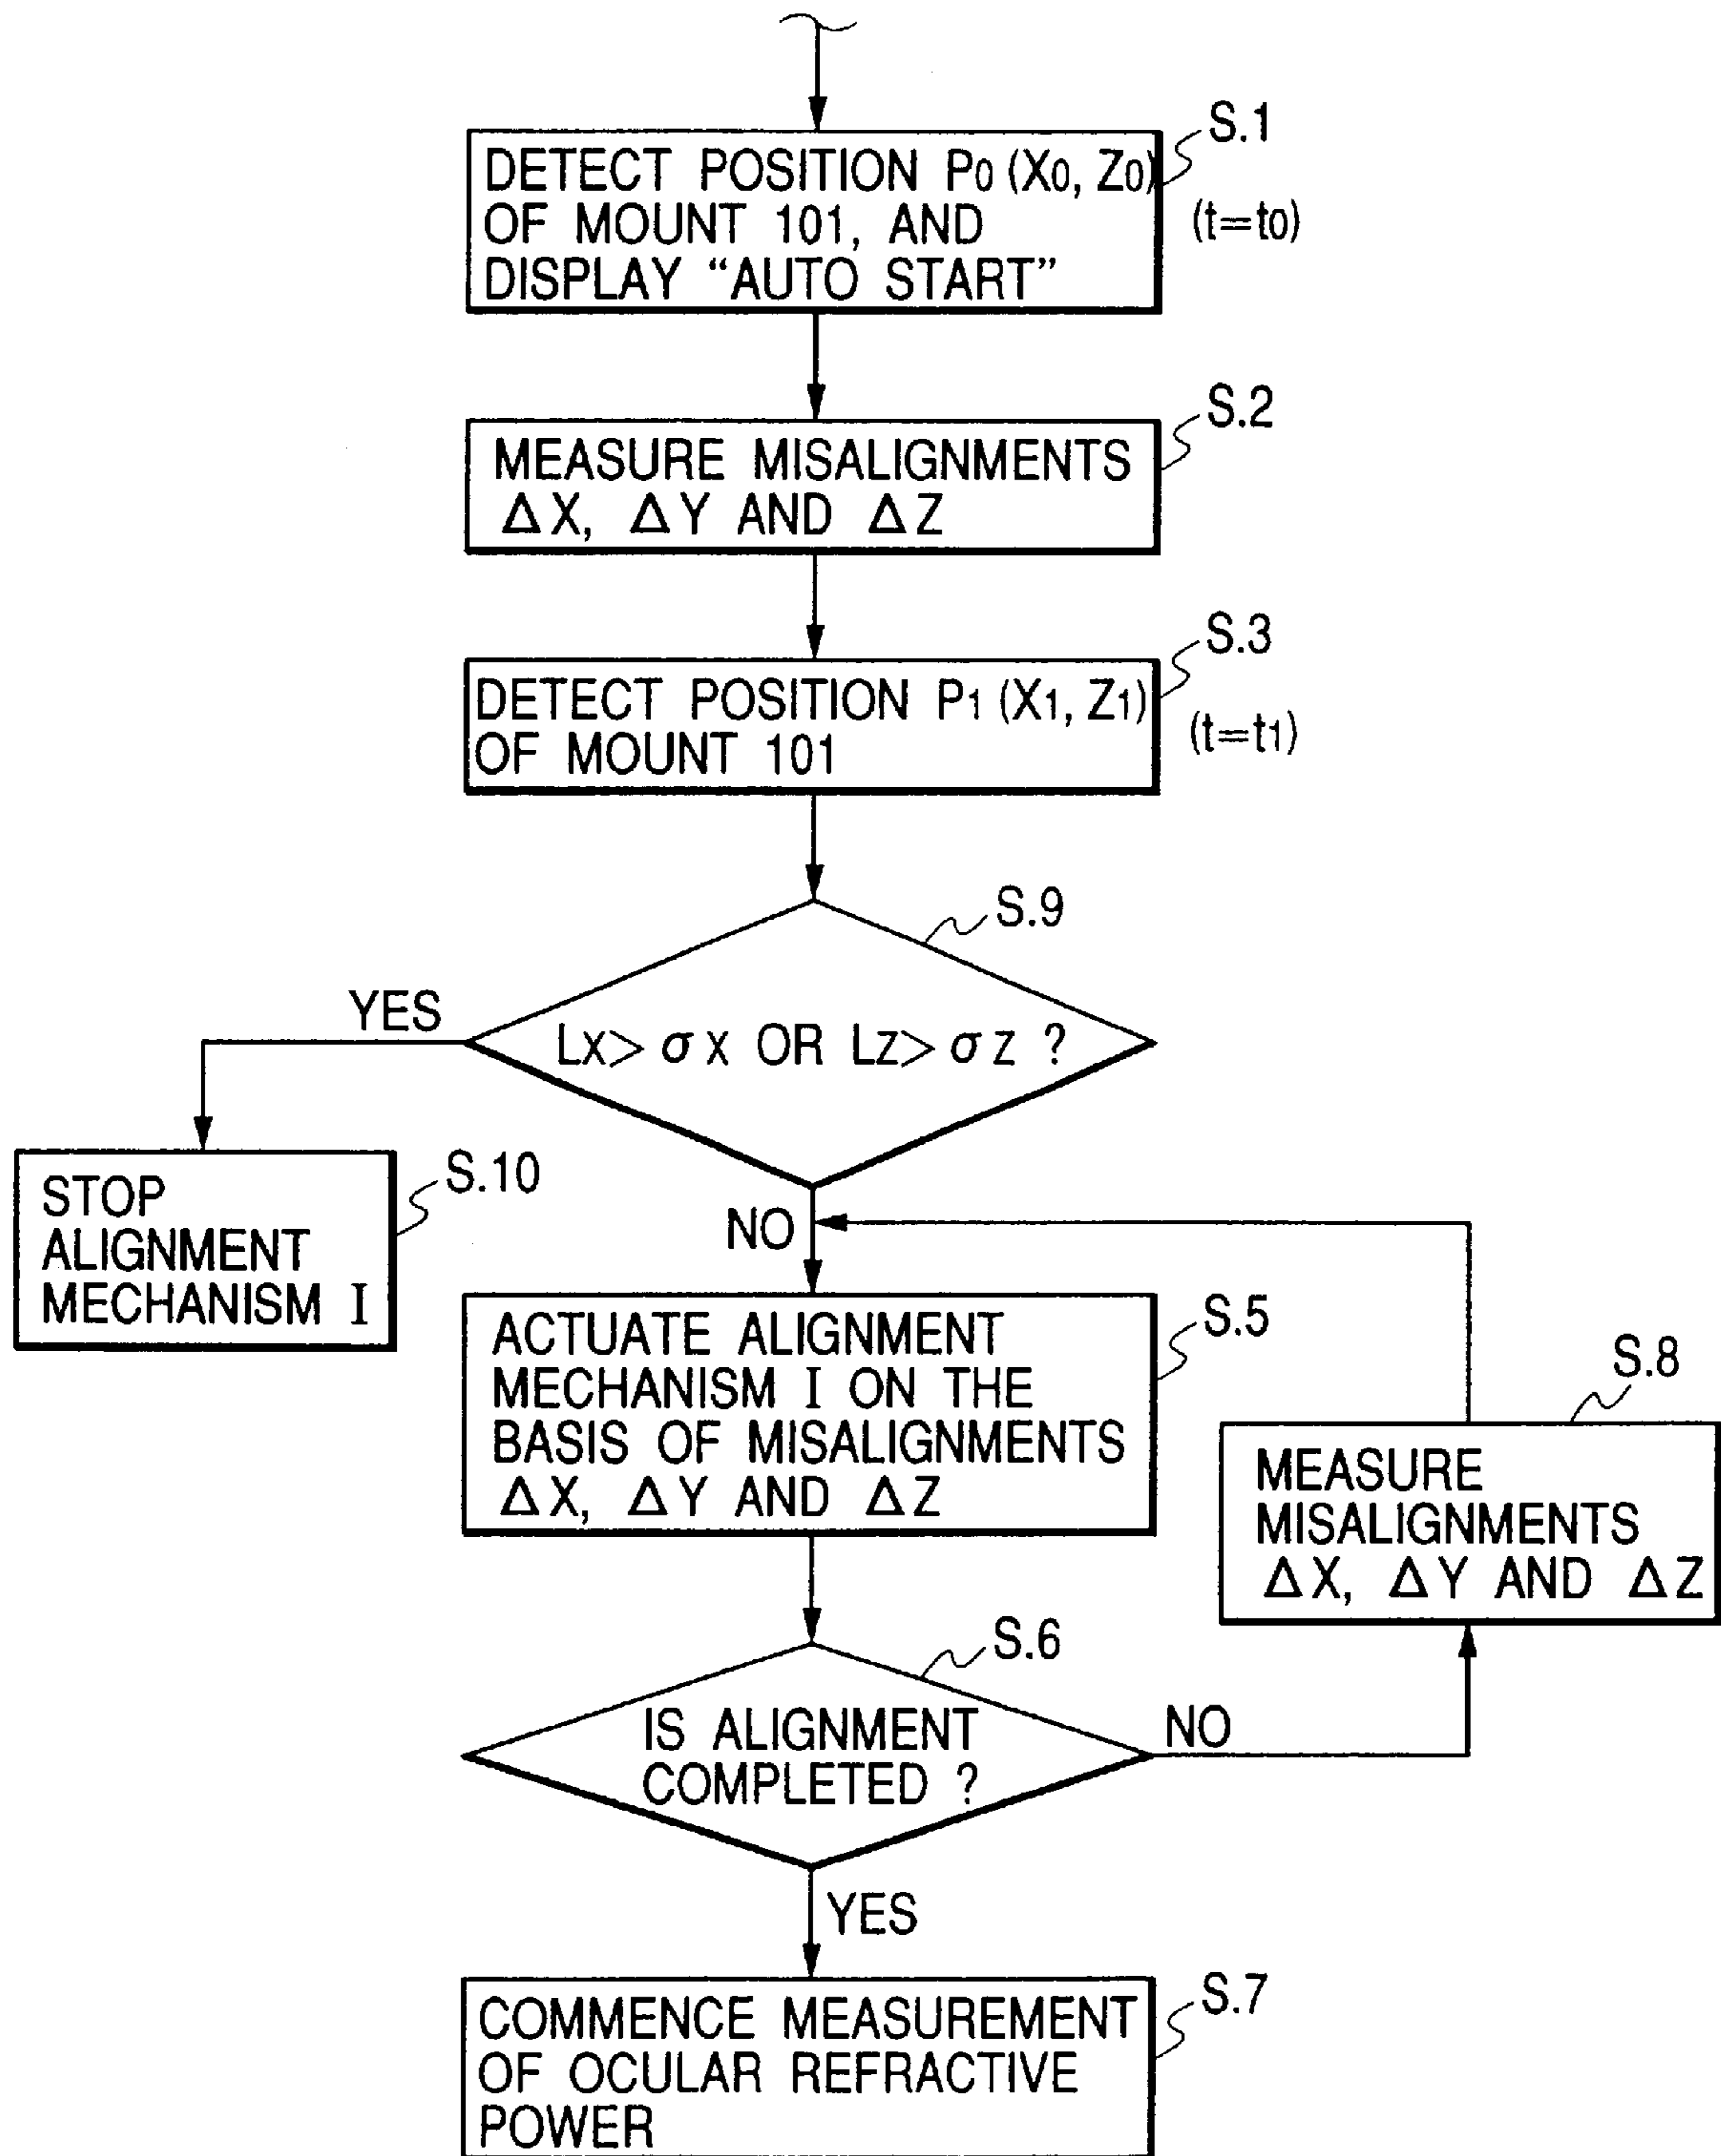 S.1
DETECT POSITION P0 (X0, Z0)
OF MOUNT 101, AND
DISPLAY “AUTO START”
(t=t0)
S.2
MEASURE MISALIGNMENTS
ΔX, ΔY AND ΔZ
S.3
DETECT POSITION P1 (X1, Z1)
OF MOUNT 101
(t=t1)
S.9
YES
LX> σX OR LZ> σZ ?
S.10
STOP
ALIGNMENT
MECHANISM I
NO
S.5
ACTUATE ALIGNMENT
MECHANISM I ON THE
BASIS OF MISALIGNMENTS
ΔX, ΔY AND ΔZ
S.8
MEASURE
MISALIGNMENTS
ΔX, ΔY AND ΔZ
S.6
IS ALIGNMENT
COMPLETED ?
NO
YES
S.7
COMMENCE MEASUREMENT
OF OCULAR REFRACTIVE
POWER